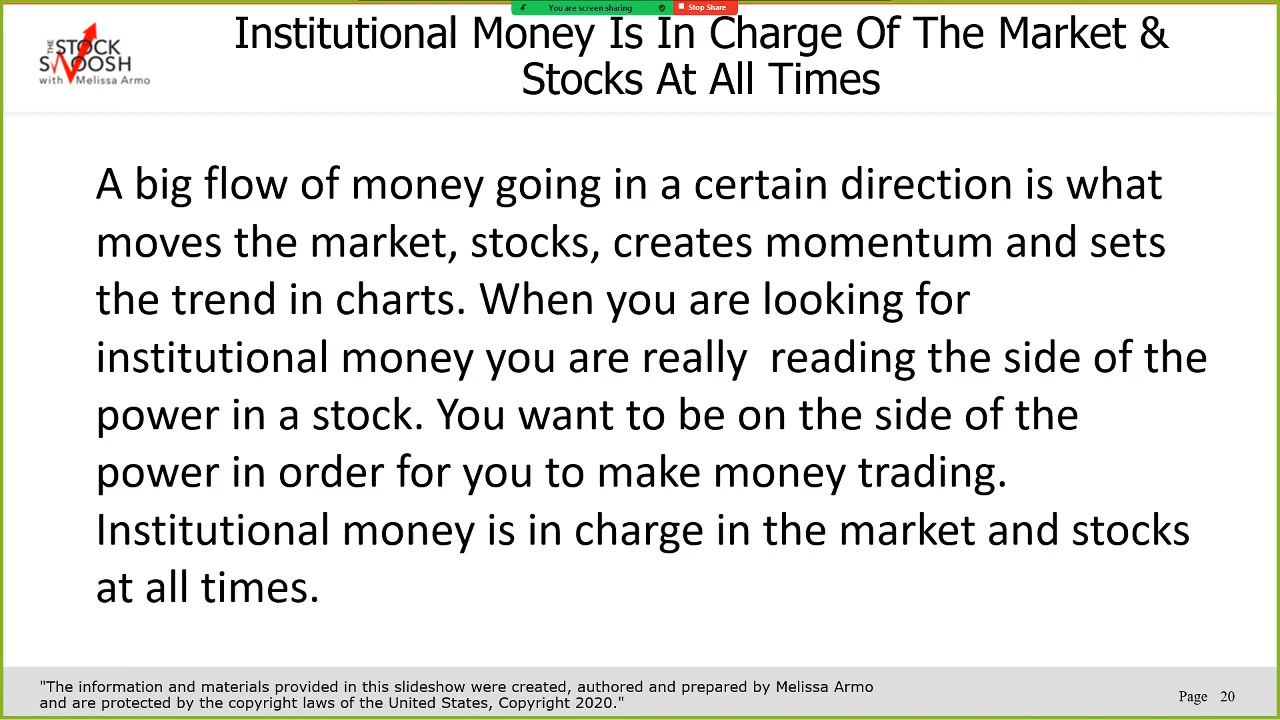 You are screen sharing
Stop Share
THE STOCK
SWOOSH
with Melissa Armo
Institutional Money Is In Charge Of The Market &
Stocks At All Times
A big flow of money going in a certain direction is what
moves the market, stocks, creates momentum and sets
the trend in charts. When you are looking for
institutional money you are really  reading the side of the
power in a stock. You want to be on the side of the
power in order for you to make money trading.
Institutional money is in charge in the market and stocks
at all times.
"The information and materials provided in this slideshow were created, authored and prepared by Melissa Armo
and are protected by the copyright laws of the United States, Copyright 2020."
Page 20